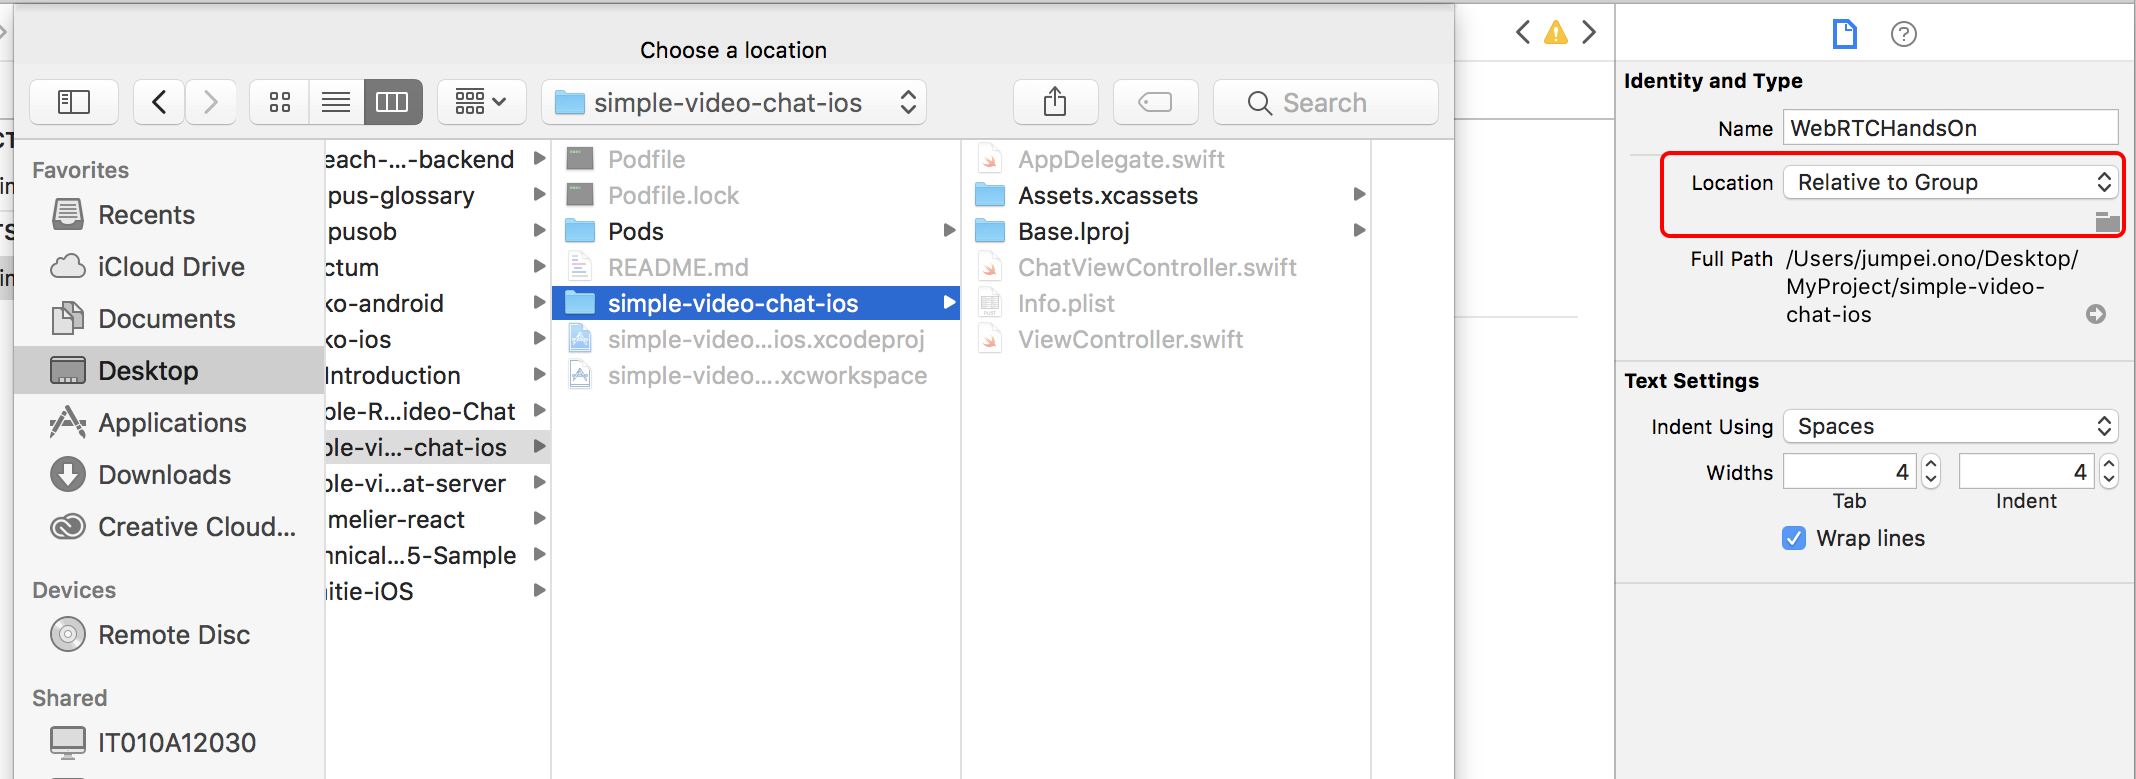 Choose a location
simple-video-chat-ios
Search
Favorites
Recents
iCloud Drive
Documents
Desktop
Applications
Downloads
Creative Cloud...
Devices
Remote Disc
Shared
IT010A12030
each-...-backend
pus-glossary
pusob
ctum
ko-android
ko-ios
Introduction
ple-R...ideo-Chat
ple-vi...-chat-ios
ple-vi...at-server
melier-react
hnical...5-Sample
itie-iOS
Podfile
Podfile.lock
Pods
README.md
simple-video-chat-ios
simple-video...ios.xcodeproj
simple-video....xcworkspace
AppDelegate.swift
Assets.xcassets
Base.lproj
ChatViewController.swift
Info.plist
ViewController.swift
Identity and Type
Name WebRTCHandsOn
Location Relative to Group
Full Path /Users/jumpei.ono/Desktop/
MyProject/simple-video-
chat-ios
Text Settings
Indent Using Spaces
Widths 4 4
Tab Indent
Wrap lines